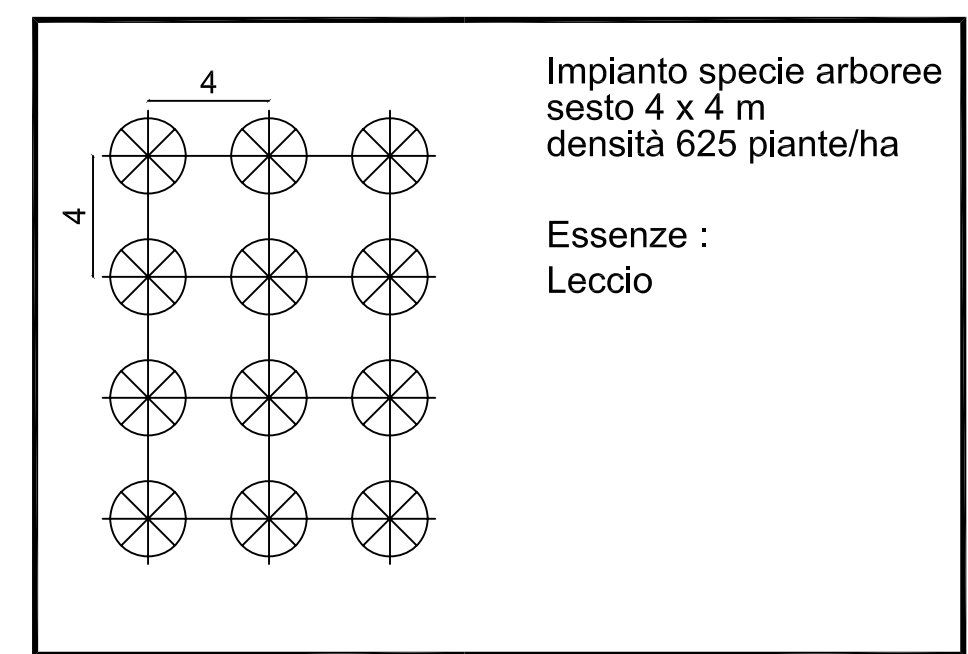 4
4
Impianto specie arboree
sesto 4 x 4 m
densità 625 piante/ha
Essenze :
Leccio